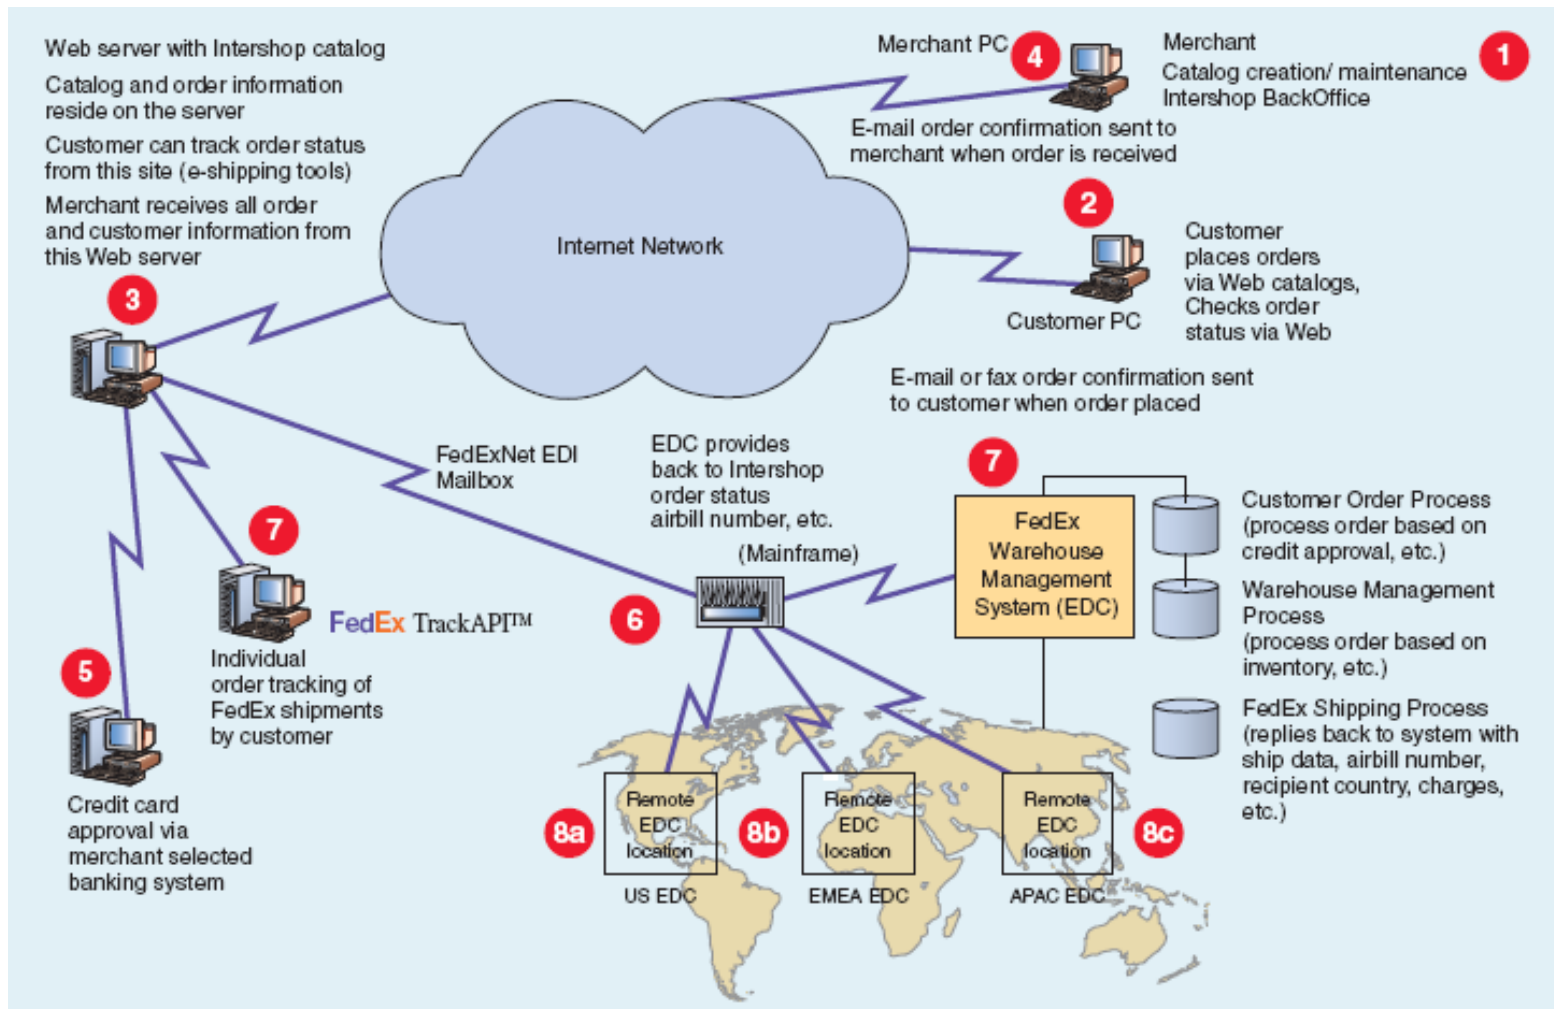 Web server with Intershop catalog
Catalog and order information
reside on the server
Customer can track order status
from this site (e-shipping tools)
Merchant receives all order
and customer information from
this Web server
3
Merchant PC
4
Merchant
Catalog creation/ maintenance
Intershop BackOffice
1
E-mail order confirmation sent to
merchant when order is received
Internet Network
2
Customer
places orders
via Web catalogs,
Checks order
status via Web
Customer PC
E-mail or fax order confirmation sent
to customer when order placed
FedExNet EDI
Mailbox
EDC provides
back to Intershop
order status
airbill number, etc.
(Mainframe)
6
7
FedEx
Warehouse
Management
System (EDC)
Customer Order Process
(process order based on
credit approval, etc.)
Warehouse Management
Process
(process order based on
inventory, etc.)
FedEx Shipping Process
(replies back to system with
ship data, airbill number,
recipient country, charges,
etc.)
7
FedEx TrackAPI™
Individual
order tracking of
FedEx shipments
by customer
5
Credit card
approval via
merchant selected
banking system
8a
Remote
EDC
location
US EDC
8b
Remote
EDC
location
EMEA EDC
8c
Remote
EDC
location
APAC EDC